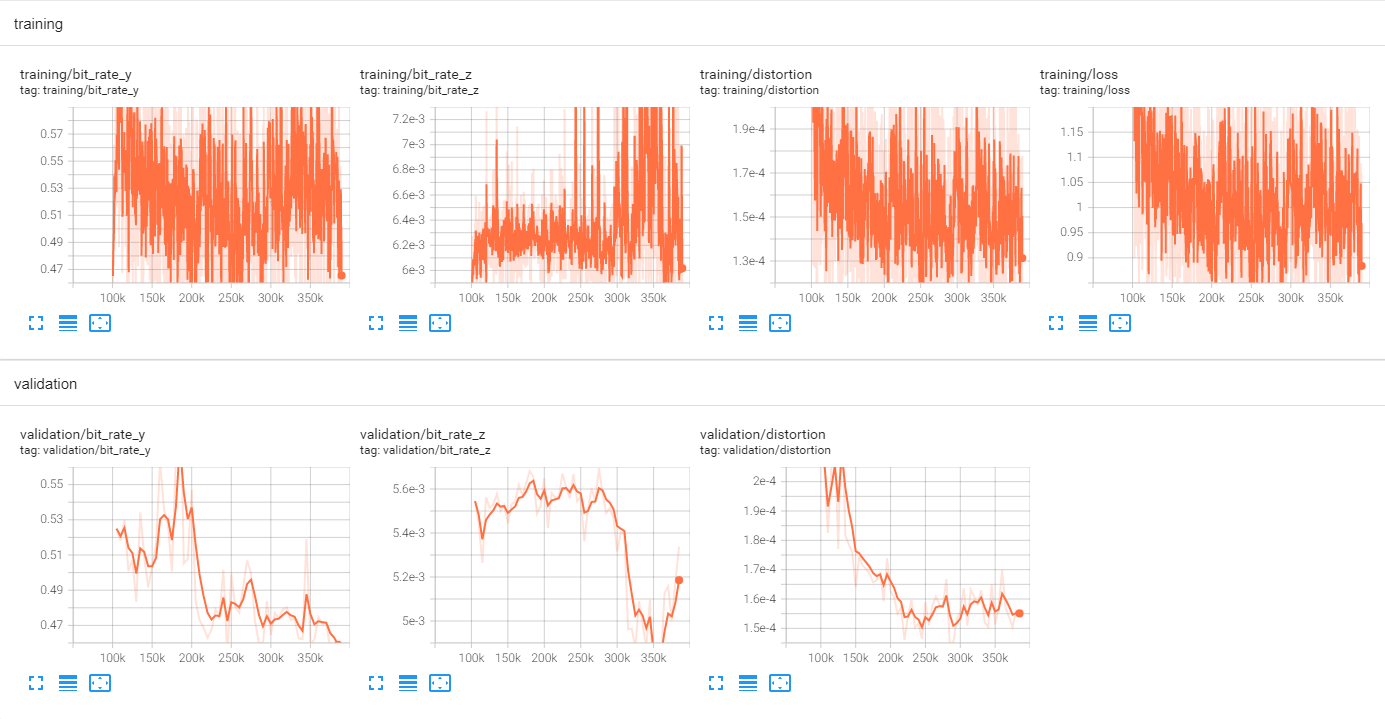 training
training/bit_rate_y
tag: training/bit_rate_y
0.57
0.55
0.53
0.51
0.49
0.47
100k 150k 200k 250k 300k 350k
training/bit_rate_z
tag: training/bit_rate_z
7.2e-3
7e-3
6.8e-3
6.6e-3
6.4e-3
6.2e-3
6e-3
100k 150k 200k 250k 300k 350k
training/distortion
tag: training/distortion
1.9e-4
1.7e-4
1.5e-4
1.3e-4
100k 150k 200k 250k 300k 350k
training/loss
tag: training/loss
1.15
1.1
1.05
1
0.95
0.9
100k 150k 200k 250k 300k 350k
validation
validation/bit_rate_y
tag: validation/bit_rate_y
0.55
0.53
0.51
0.49
0.47
100k 150k 200k 250k 300k 350k
validation/bit_rate_z
tag: validation/bit_rate_z
5.6e-3
5.4e-3
5.2e-3
5e-3
100k 150k 200k 250k 300k 350k
validation/distortion
tag: validation/distortion
2e-4
1.9e-4
1.8e-4
1.7e-4
1.6e-4
1.5e-4
100k 150k 200k 250k 300k 350k